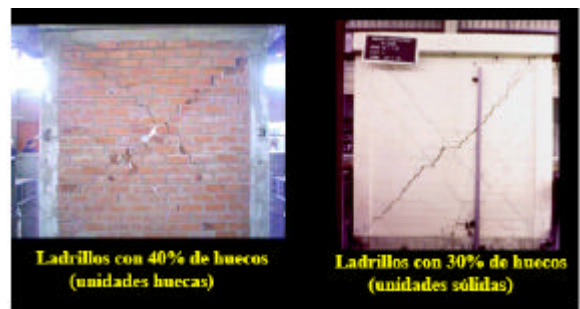 Ladrillos con 40% de huecos
(unidades huecas)
Ladrillos con 30% de huecos
(unidades sólidas)